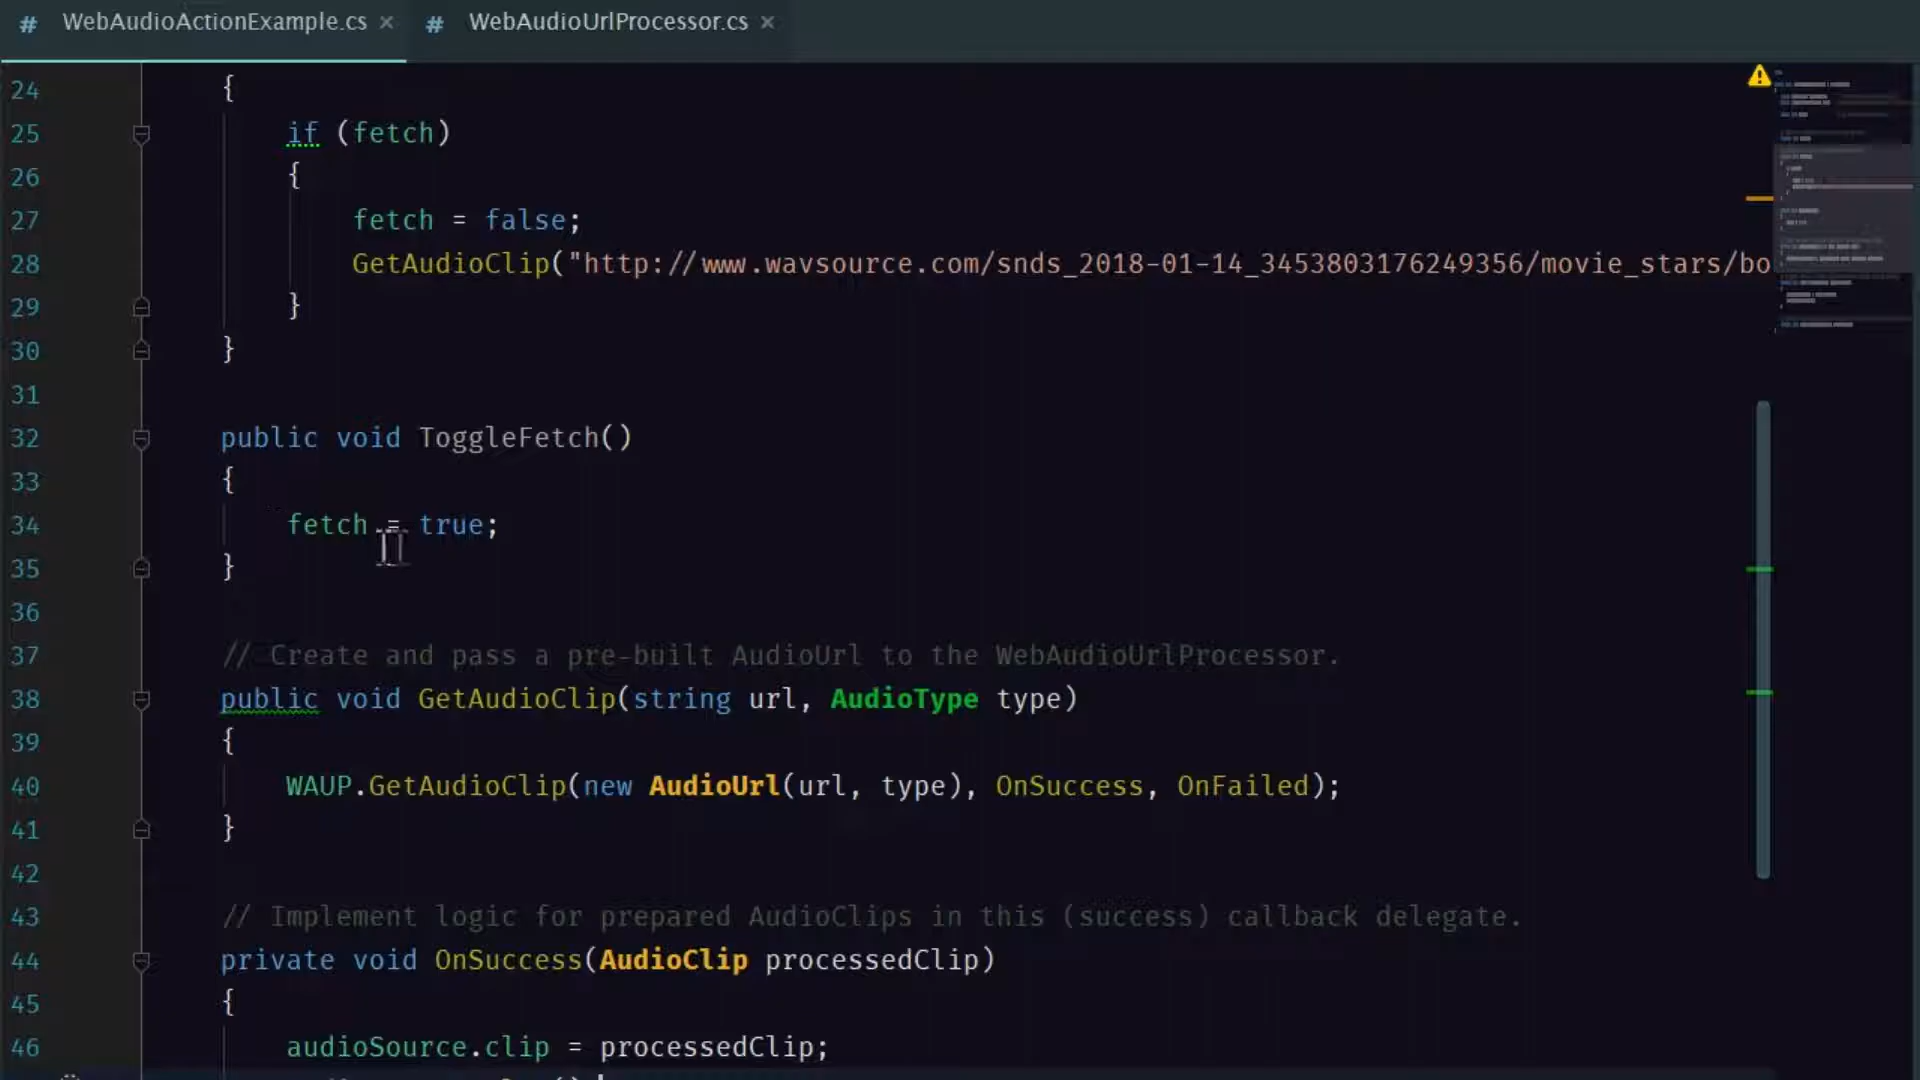 # WebAudioActionExample.cs × # WebAudioUrlProcessor.cs ×
24 {
25 if (fetch)
26 {
27 fetch = false;
28 GetAudioClip("http://www.wavsource.com/snds_2018-01-14_3453803176249356/movie_stars/bo
29 }
30 }
31
32 public void ToggleFetch()
33 {
34 fetch = true;
35 }
36
37 // Create and pass a pre-built AudioUrl to the WebAudioUrlProcessor.
38 public void GetAudioClip(string url, AudioType type)
39 {
40 WAUP.GetAudioClip(new AudioUrl(url, type), OnSuccess, OnFailed);
41 }
42
43 // Implement logic for prepared AudioClips in this (success) callback delegate.
44 private void OnSuccess(AudioClip processedClip)
45 {
46 audioSource.clip = processedClip;